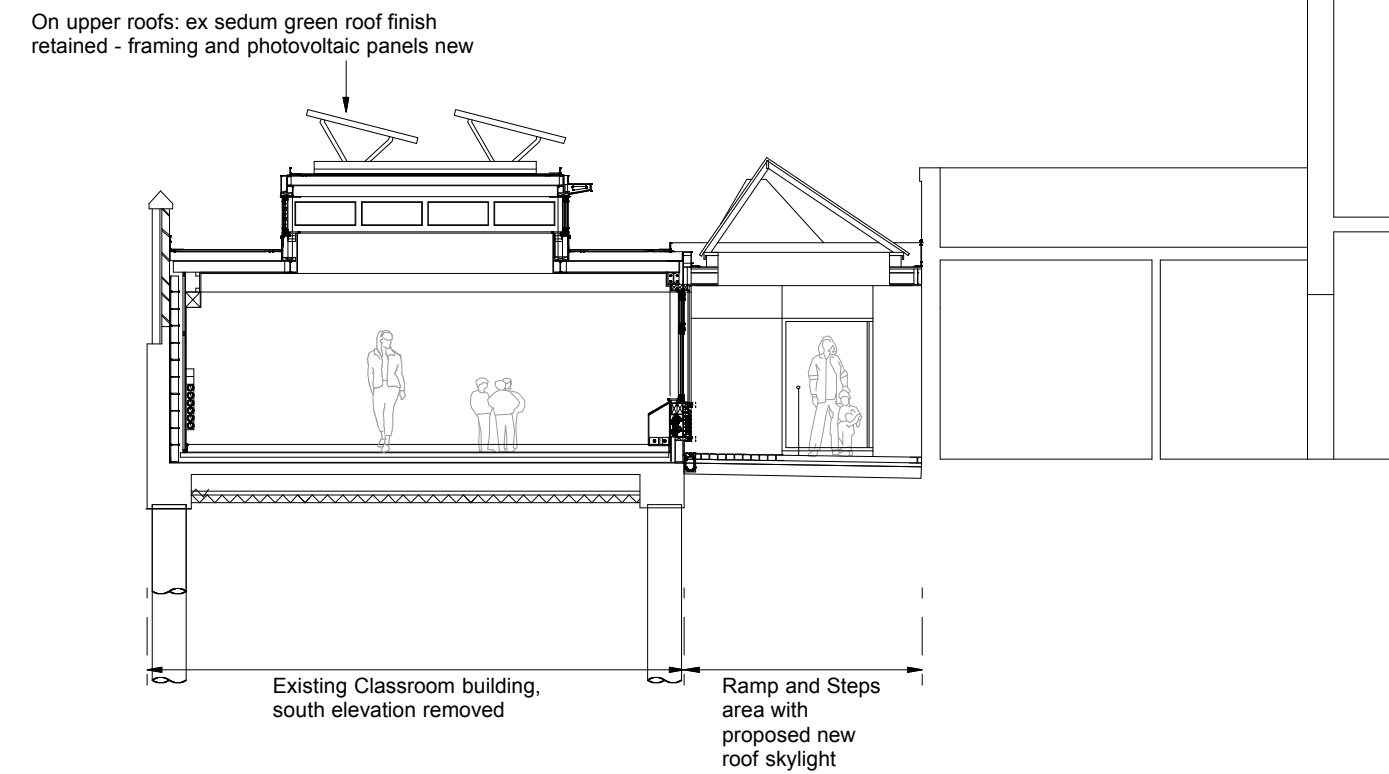 On upper roofs: ex sedum green roof finish
retained - framing and photovoltaic panels new
Existing Classroom building,
south elevation removed
Ramp and Steps
area with
proposed new
roof skylight